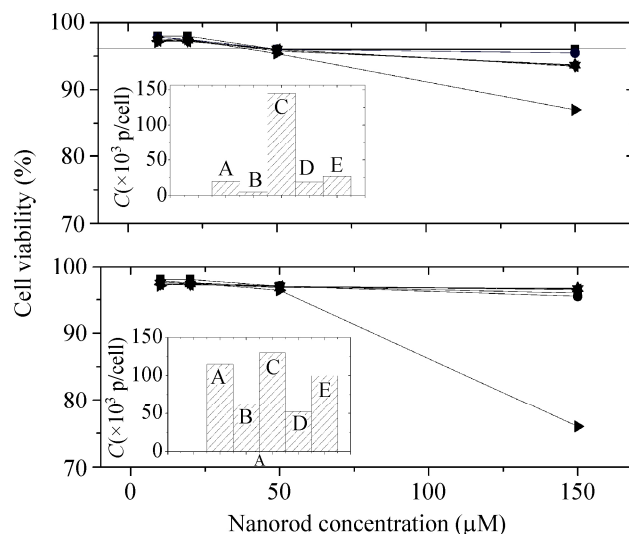 Cell viability (%)
100
90
80
70
C(×10³ p/cell)
150
100
50
0
A
B
C
D
E
100
90
80
70
C(×10³ p/cell)
150
100
50
0
A
B
C
D
E
A
0
50
100
150
Nanorod concentration (μM)